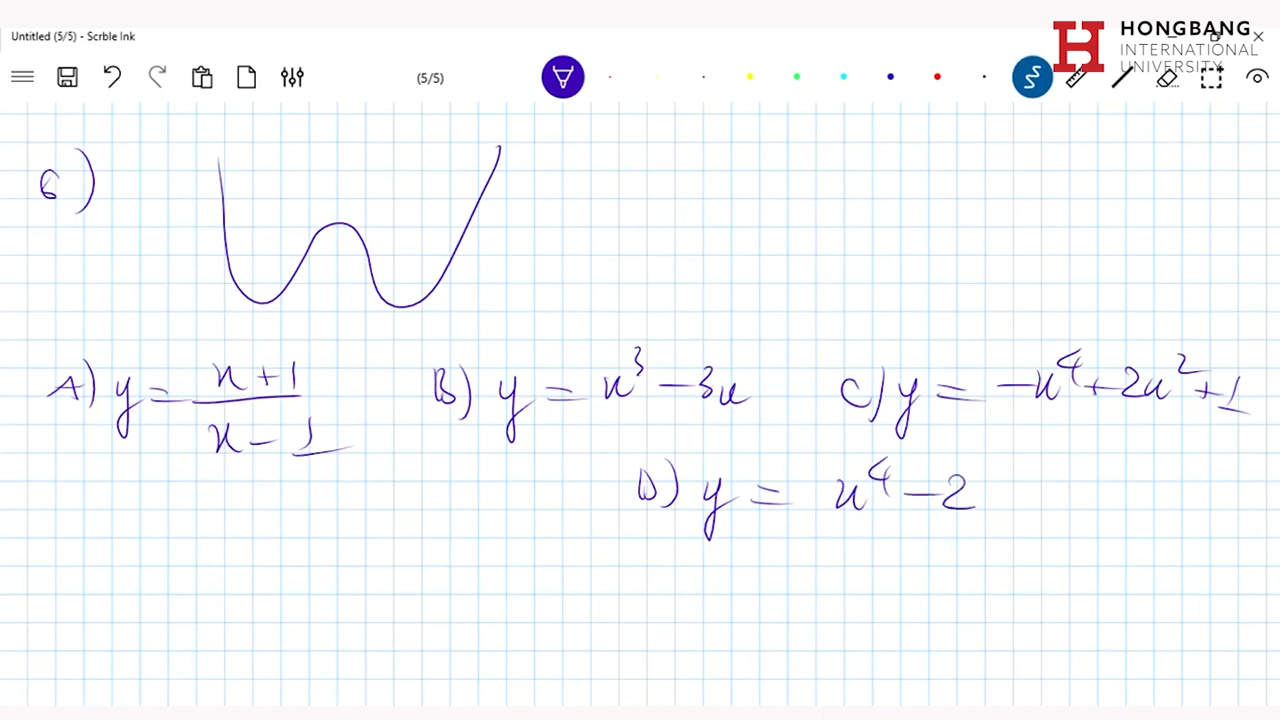 Untitled (5/5) - Scrble Ink
HONGBANG
INTERNATIONAL
UNIVERSITY
(5/5)
6)
A) y = x+1 / x-1
B) y = x³ - 3x
C) y = -x⁴ + 2x² + 1
D) y = x⁴ - 2